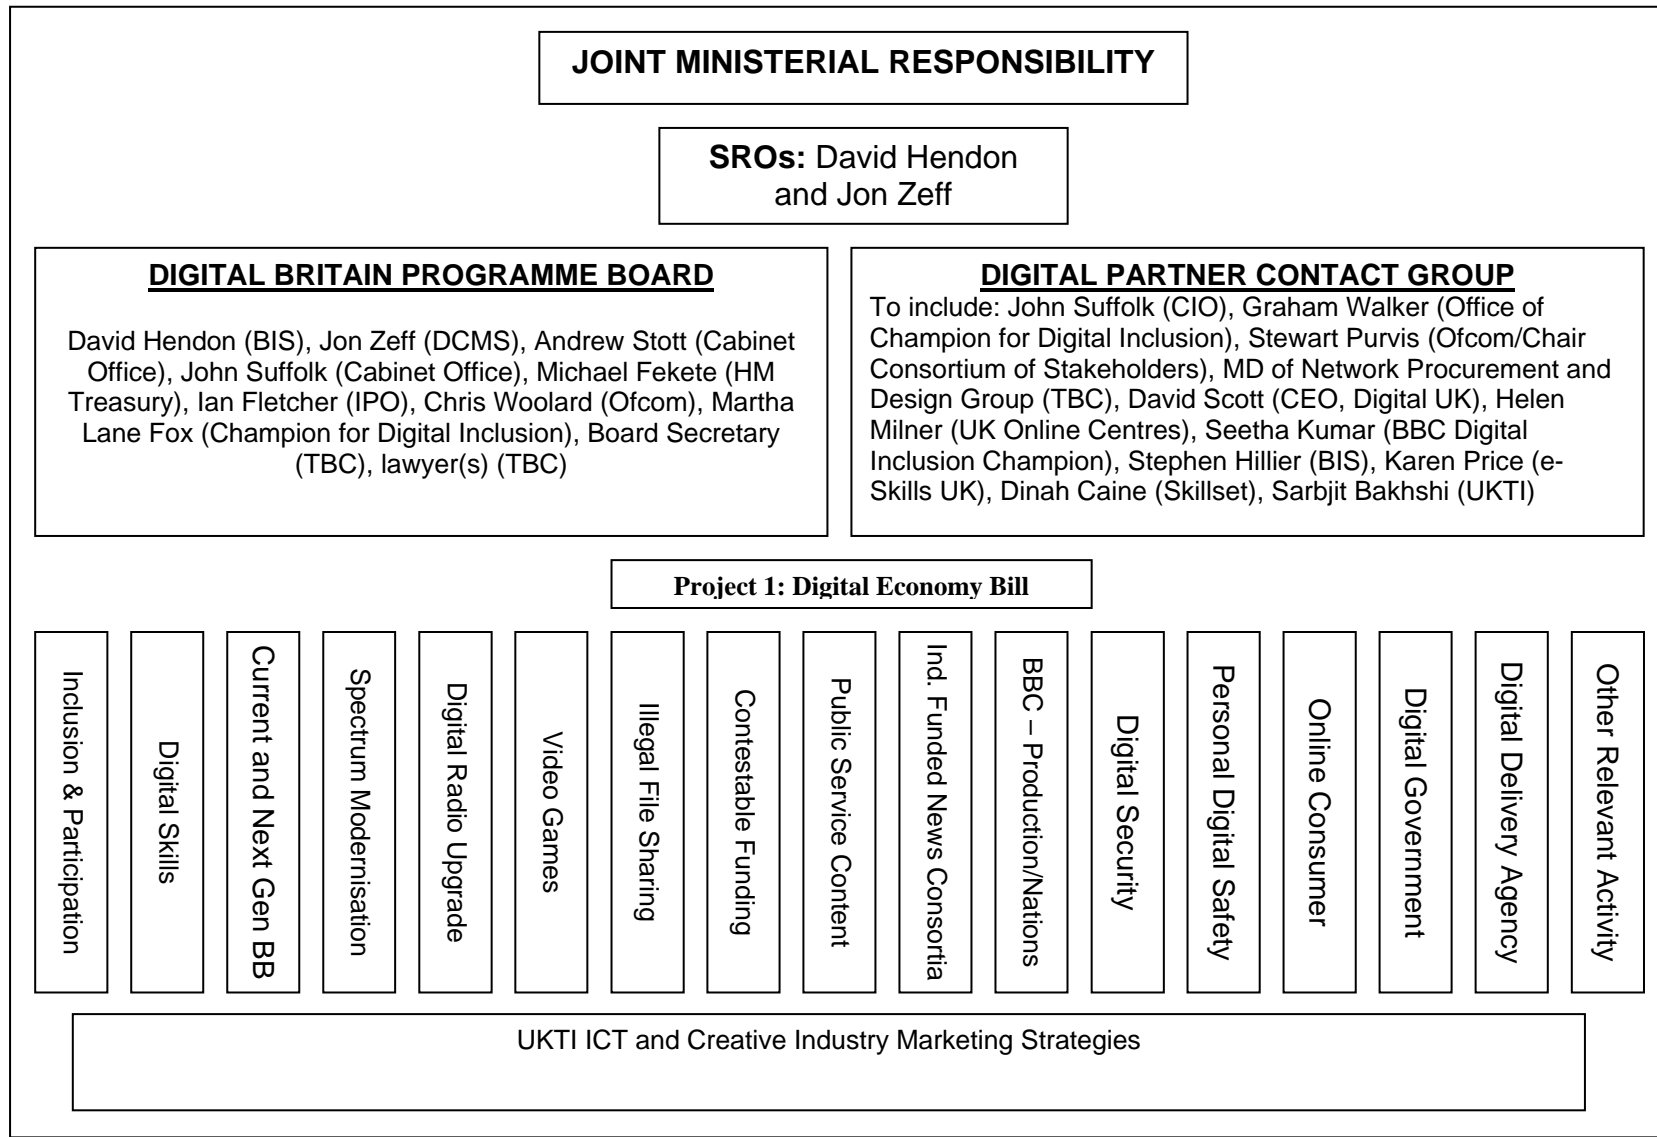 JOINT MINISTERIAL RESPONSIBILITY
SROs: David Hendon
and Jon Zeff
DIGITAL BRITAIN PROGRAMME BOARD
David Hendon (BIS), Jon Zeff (DCMS), Andrew Stott (Cabinet
Office), John Suffolk (Cabinet Office), Michael Fekete (HM
Treasury), Ian Fletcher (IPO), Chris Woolard (Ofcom), Martha
Lane Fox (Champion for Digital Inclusion), Board Secretary
(TBC), lawyer(s) (TBC)
DIGITAL PARTNER CONTACT GROUP
To include: John Suffolk (CIO), Graham Walker (Office of
Champion for Digital Inclusion), Stewart Purvis (Ofcom/Chair
Consortium of Stakeholders), MD of Network Procurement and
Design Group (TBC), David Scott (CEO, Digital UK), Helen
Milner (UK Online Centres), Seetha Kumar (BBC Digital
Inclusion Champion), Stephen Hillier (BIS), Karen Price (e-
Skills UK), Dinah Caine (Skillset), Sarbjit Bakhshi (UKTI)
Project 1: Digital Economy Bill
Inclusion & Participation
Digital Skills
Current and Next Gen BB
Spectrum Modernisation
Digital Radio Upgrade
Video Games
Illegal File Sharing
Contestable Funding
Public Service Content
Ind. Funded News Consortia
BBC – Production/Nations
Digital Security
Personal Digital Safety
Online Consumer
Digital Government
Digital Delivery Agency
Other Relevant Activity
UKTI ICT and Creative Industry Marketing Strategies